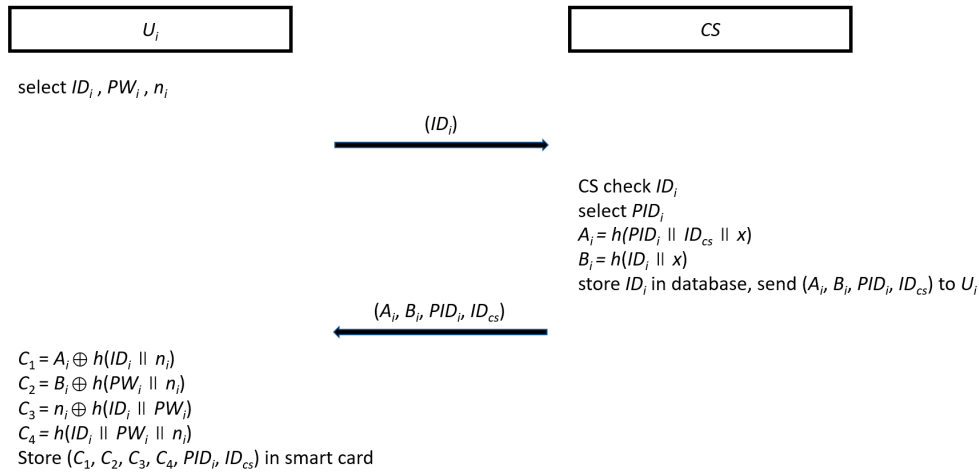 U_i
CS
select ID_i , PW_i , n_i
(ID_i)
CS check ID_i
select PID_i
A_i = h(PID_i || ID_cs || x)
B_i = h(ID_i || x)
store ID_i in database, send (A_i, B_i, PID_i, ID_cs) to U_i
(A_i, B_i, PID_i, ID_cs)
C_1 = A_i ⊕ h(ID_i || n_i)
C_2 = B_i ⊕ h(PW_i || n_i)
C_3 = n_i ⊕ h(ID_i || PW_i)
C_4 = h(ID_i || PW_i || n_i)
Store (C_1, C_2, C_3, C_4, PID_i, ID_cs) in smart card